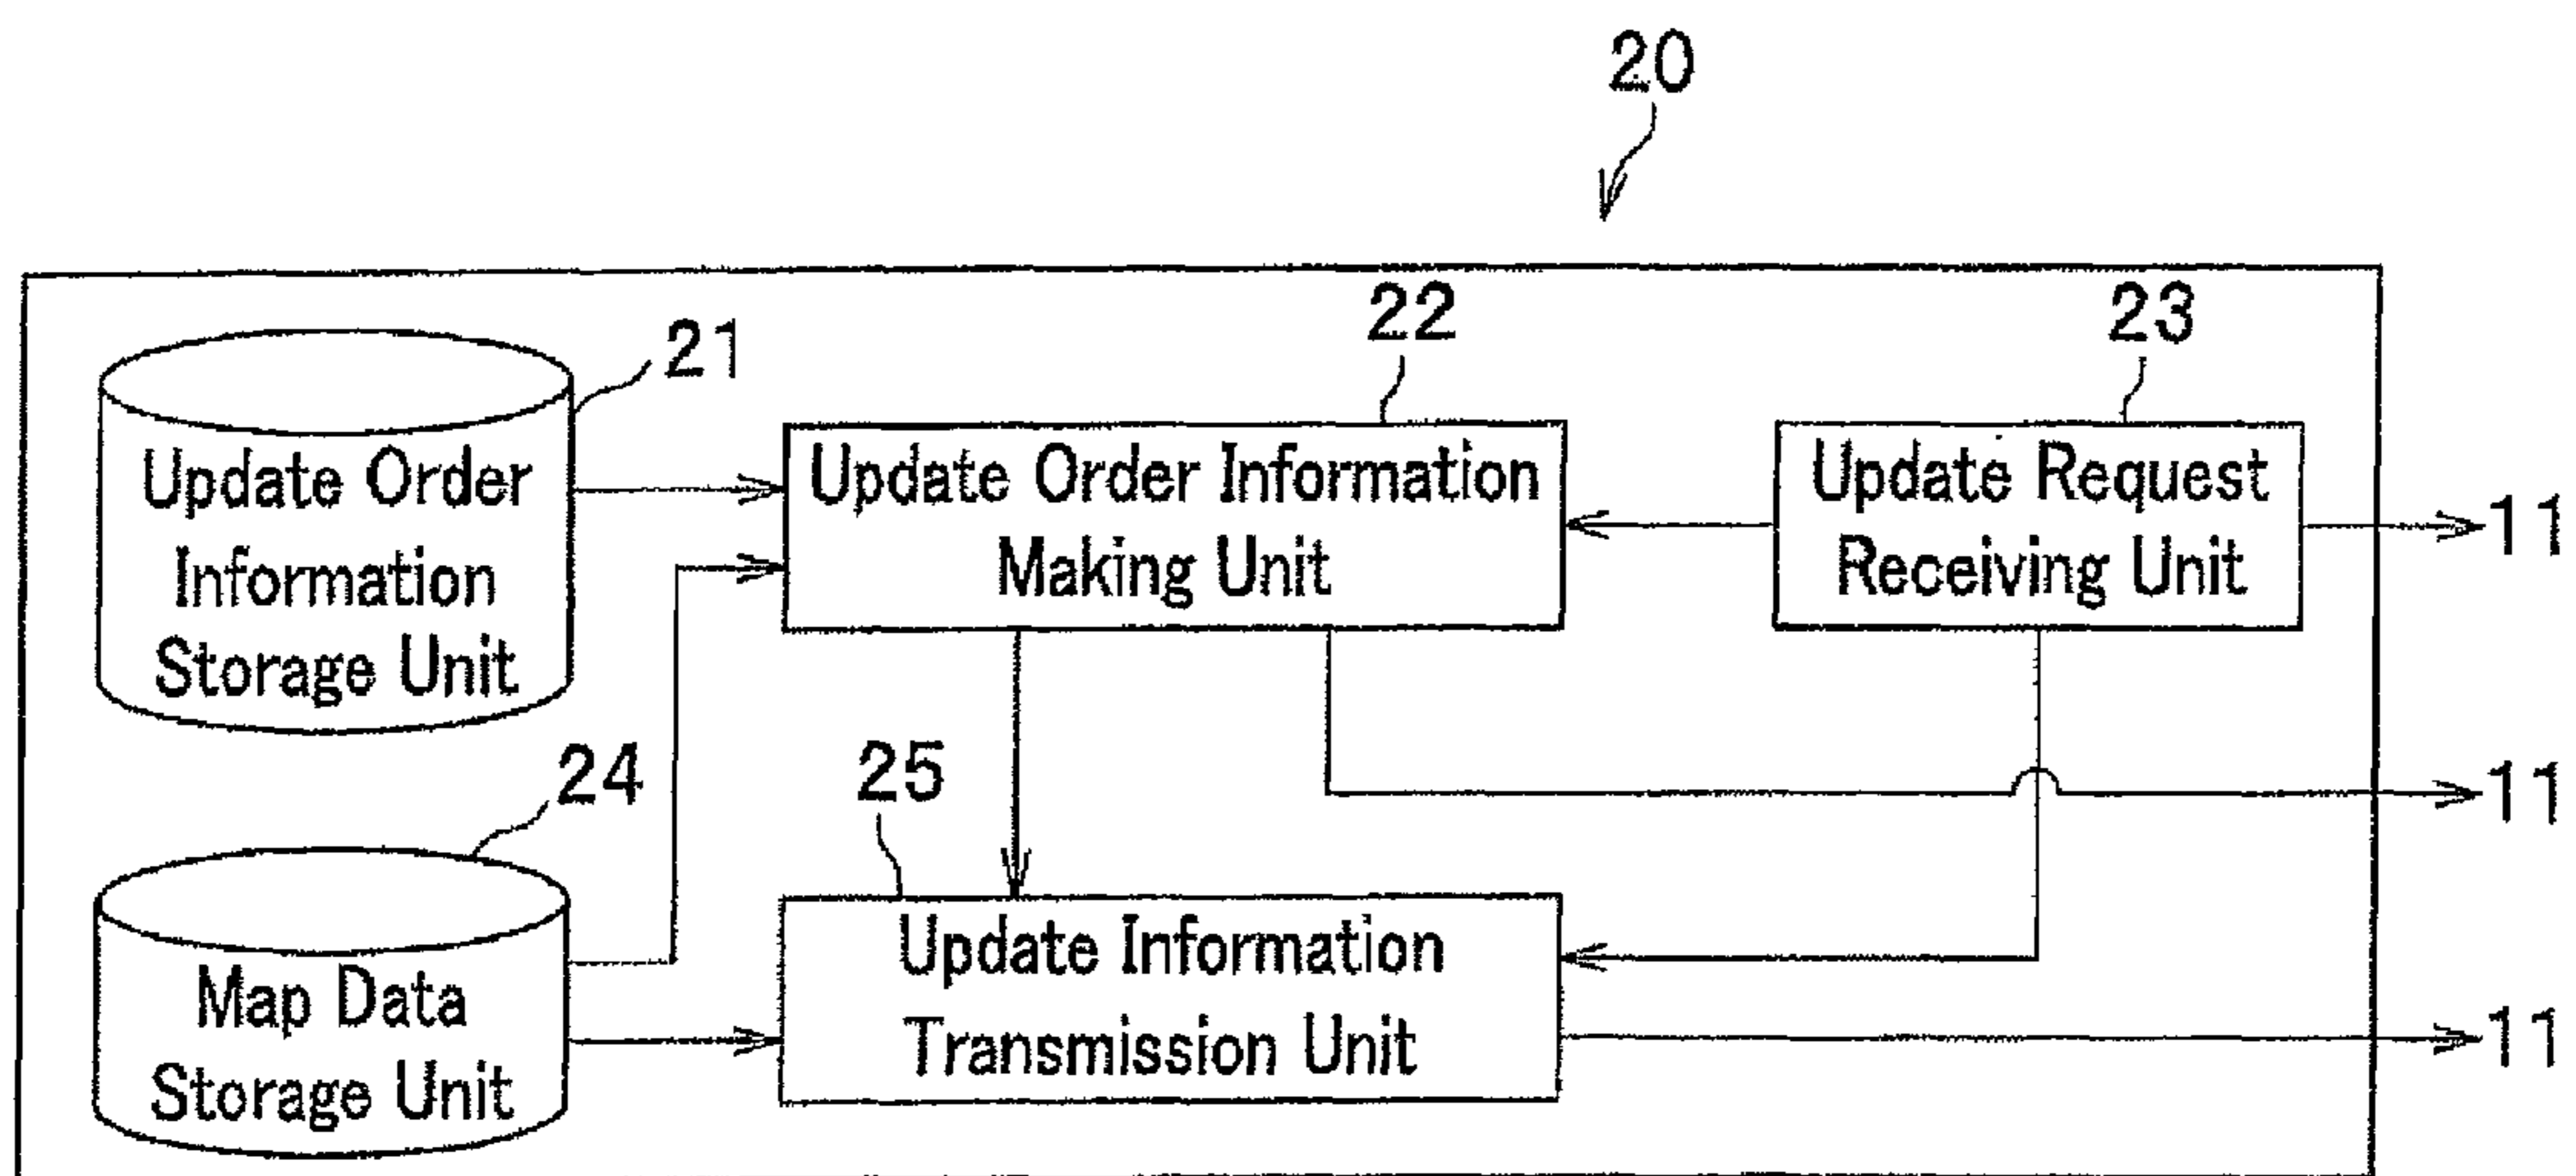 20
21
22
23
Update Order
Information
Storage Unit
Update Order Information
Making Unit
Update Request
Receiving Unit
11
24
25
11
Map Data
Storage Unit
Update Information
Transmission Unit
11